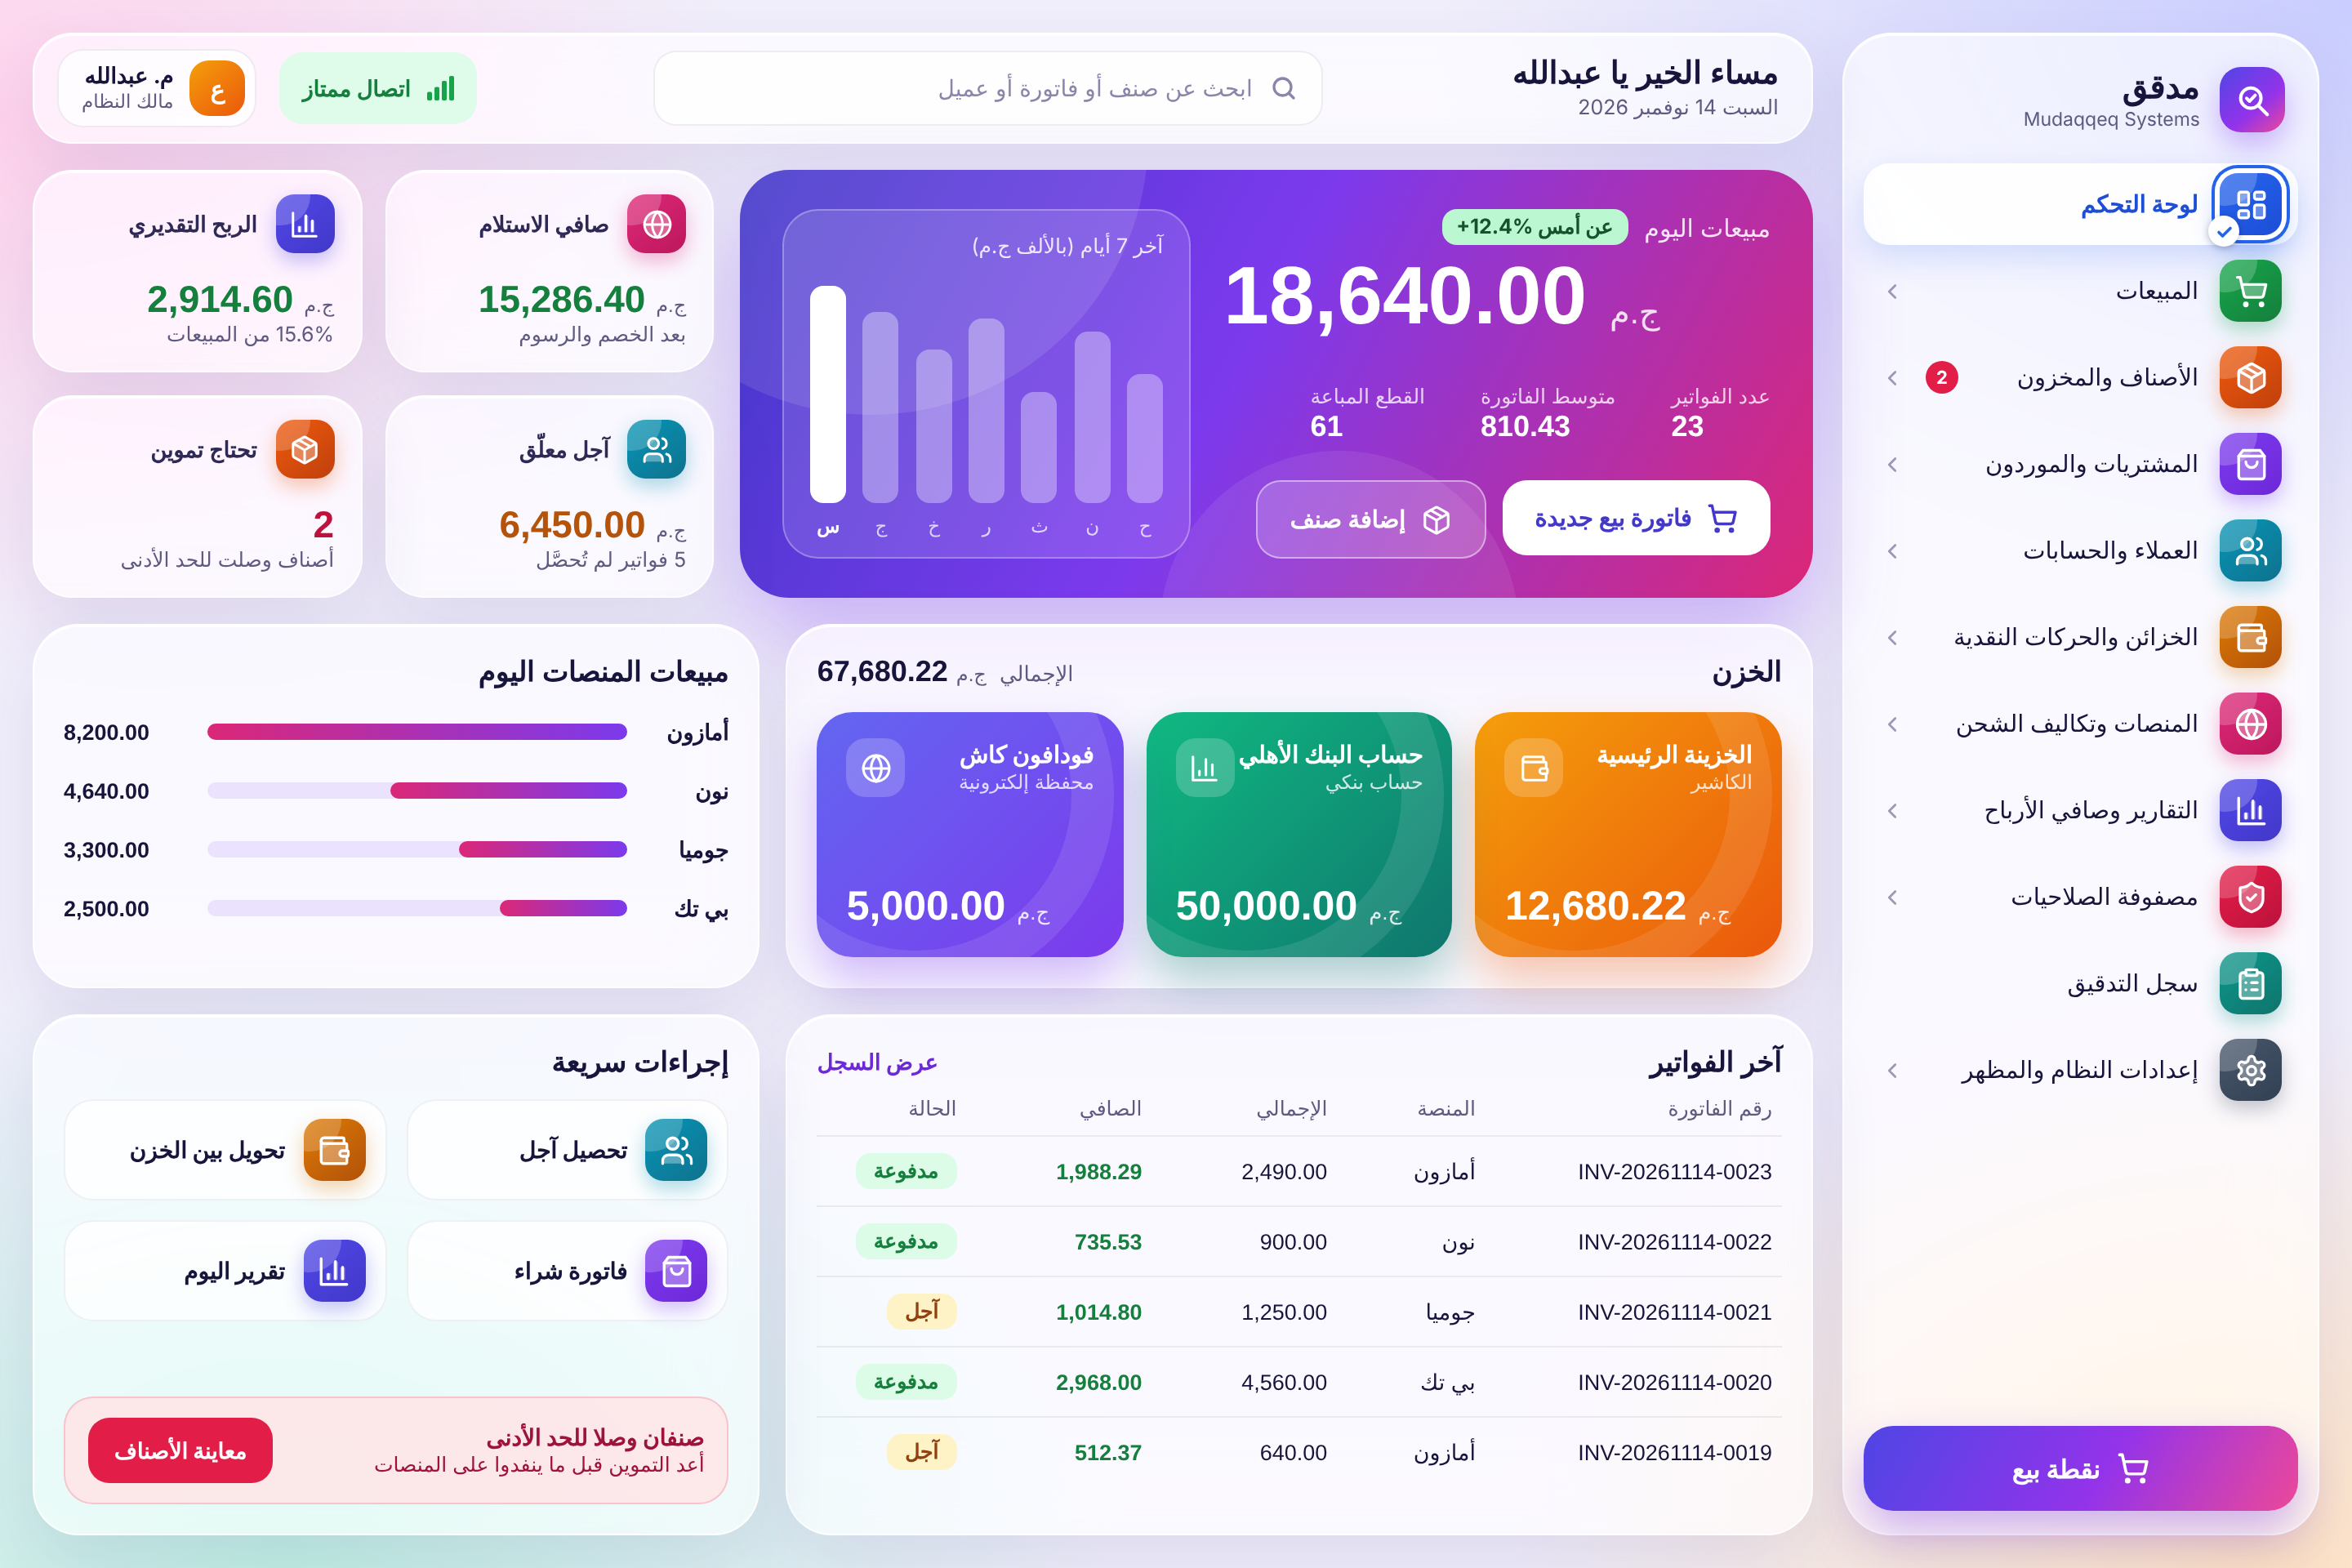 مدقق
Mudaqqeq Systems
لوحة التحكم
المبيعات
الأصناف والمخزون
2
المشتريات والموردون
العملاء والحسابات
الخزائن والحركات النقدية
المنصات وتكاليف الشحن
التقارير وصافي الأرباح
مصفوفة الصلاحيات
سجل التدقيق
إعدادات النظام والمظهر
نقطة بيع
مساء الخير يا عبدالله
السبت 14 نوفمبر 2026
ابحث عن صنف أو فاتورة أو عميل
اتصال ممتاز
ع
م. عبدالله
مالك النظام
مبيعات اليوم
+12.4% عن أمس
ج.م 18,640.00
عدد الفواتير
23
متوسط الفاتورة
810.43
القطع المباعة
61
فاتورة بيع جديدة
إضافة صنف
آخر 7 أيام (بالألف ج.م)
ح ن ث ر خ ج س
صافي الاستلام
ج.م 15,286.40
بعد الخصم والرسوم
الربح التقديري
ج.م 2,914.60
15.6% من المبيعات
آجل معلّق
ج.م 6,450.00
5 فواتير لم تُحصَّل
تحتاج تموين
2
أصناف وصلت للحد الأدنى
الخزن
الإجمالي ج.م 67,680.22
الخزينة الرئيسية
الكاشير
ج.م 12,680.22
حساب البنك الأهلي
حساب بنكي
ج.م 50,000.00
فودافون كاش
محفظة إلكترونية
ج.م 5,000.00
مبيعات المنصات اليوم
أمازون 8,200.00
نون 4,640.00
جوميا 3,300.00
بي تك 2,500.00
آخر الفواتير
عرض السجل
رقم الفاتورة المنصة الإجمالي الصافي الحالة
INV-20261114-0023 أمازون 2,490.00 1,988.29 مدفوعة
INV-20261114-0022 نون 900.00 735.53 مدفوعة
INV-20261114-0021 جوميا 1,250.00 1,014.80 آجل
INV-20261114-0020 بي تك 4,560.00 2,968.00 مدفوعة
INV-20261114-0019 أمازون 640.00 512.37 آجل
إجراءات سريعة
تحصيل آجل
تحويل بين الخزن
فاتورة شراء
تقرير اليوم
صنفان وصلا للحد الأدنى
أعد التموين قبل ما ينفدوا على المنصات
معاينة الأصناف